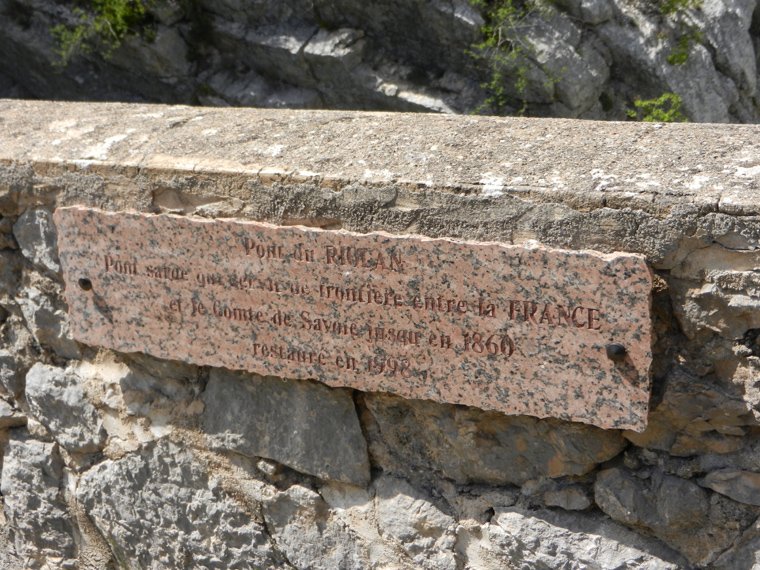 Pont du RIOLAN
Pont sarde qui servit de frontière entre la FRANCE
et le Comte de Savoie jusqu'en 1860
restauré en 1998